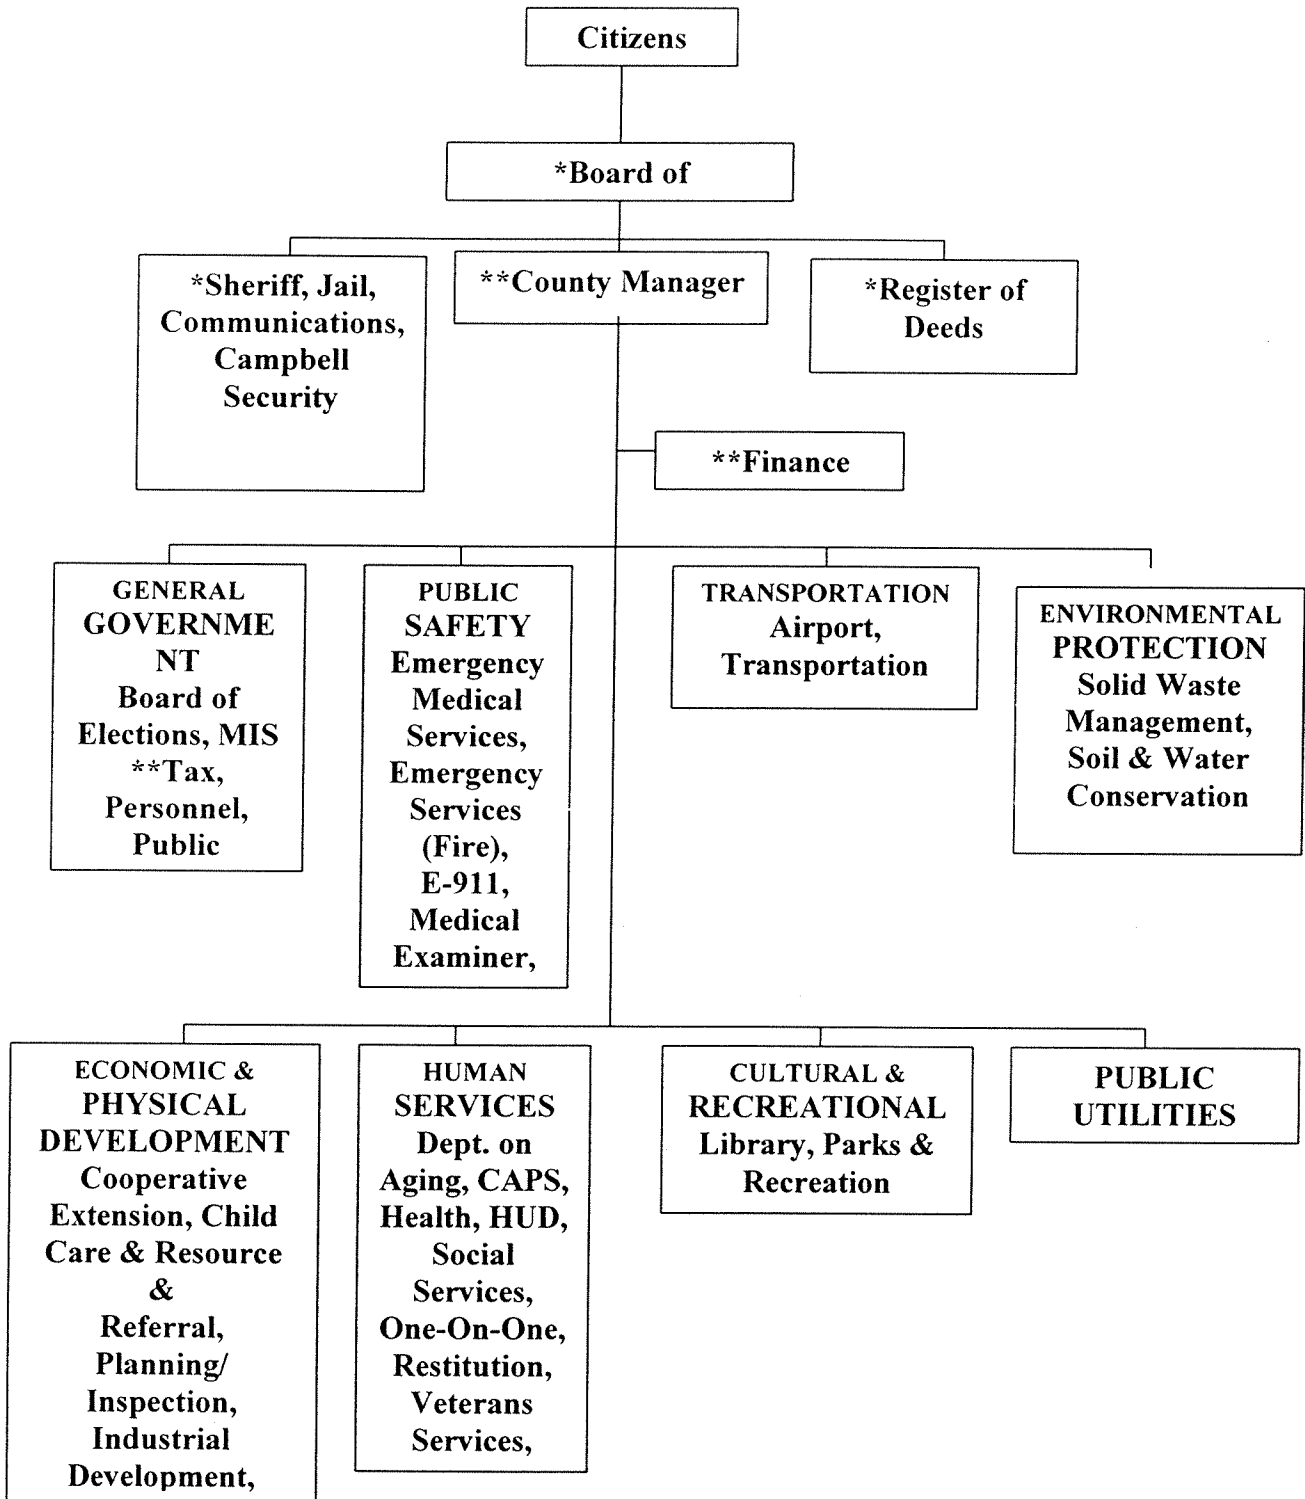 Citizens
*Board of
*Sheriff, Jail,
Communications,
Campbell
Security
**County Manager
*Register of
Deeds
**Finance
GENERAL
GOVERNME
NT
Board of
Elections, MIS
**Tax,
Personnel,
Public
PUBLIC
SAFETY
Emergency
Medical
Services,
Emergency
Services
(Fire),
E-911,
Medical
Examiner,
TRANSPORTATION
Airport,
Transportation
ENVIRONMENTAL
PROTECTION
Solid Waste
Management,
Soil & Water
Conservation
ECONOMIC &
PHYSICAL
DEVELOPMENT
Cooperative
Extension, Child
Care & Resource
&
Referral,
Planning/
Inspection,
Industrial
Development,
HUMAN
SERVICES
Dept. on
Aging, CAPS,
Health, HUD,
Social
Services,
One-On-One,
Restitution,
Veterans
Services,
CULTURAL &
RECREATIONAL
Library, Parks &
Recreation
PUBLIC
UTILITIES